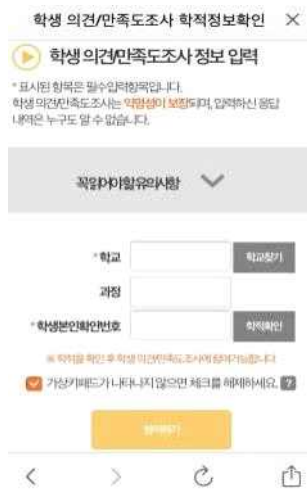 학생 의견/만족도조사 학적정보확인
학생 의견/만족도조사 정보 입력
* 표시된 항목은 필수입력항목입니다.
학생 의견/만족도조사는 익명성이 보장되며, 입력하신 응답
내역은 누구도 알 수 없습니다.
꼭읽어야할유의사항
* 학교
학교찾기
과정
* 학생본인확인번호
학적확인
※ 학적을 확인 후 학생 의견/만족도조사에 참여가능합니다
가상키패드가 나타나지 않으면 체크를 해제하세요. ?
참여하기